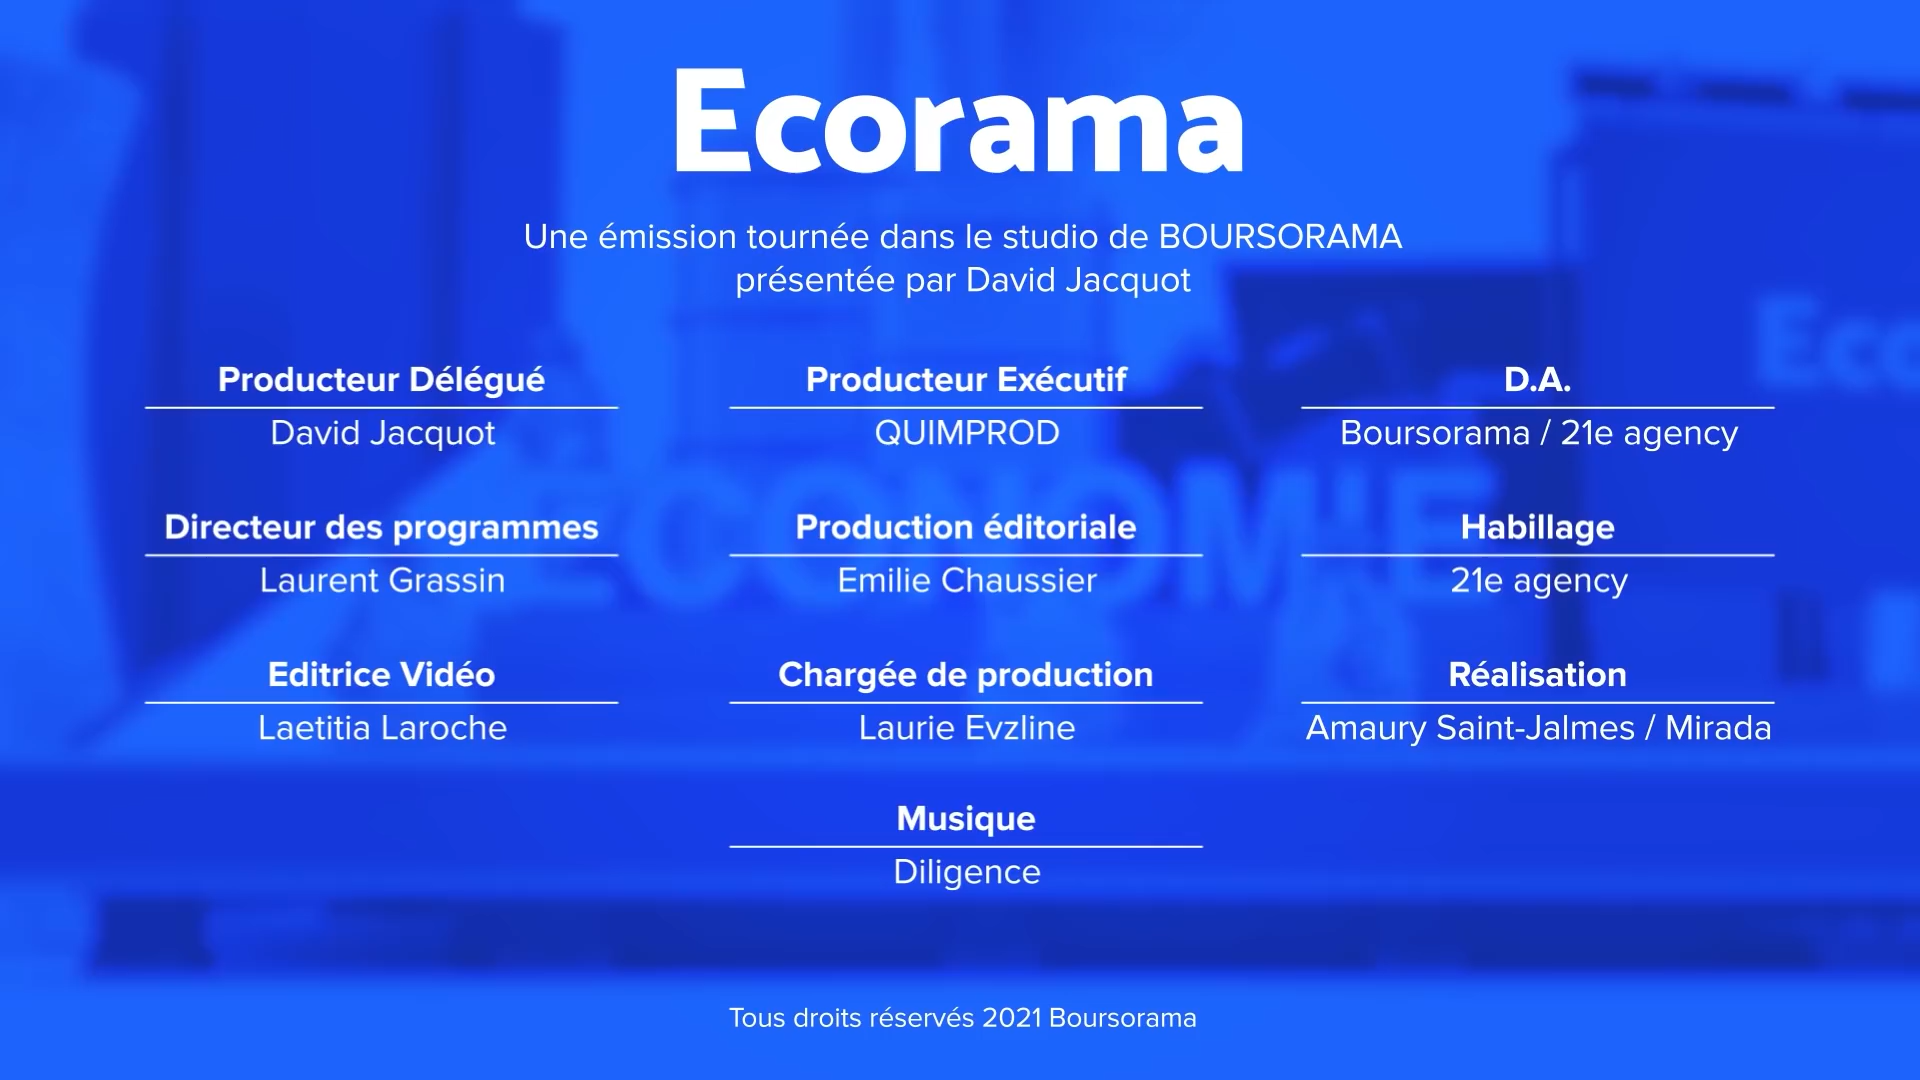 Ecorama
Une émission tournée dans le studio de BOURSORAMA
présentée par David Jacquot
Producteur Délégué
David Jacquot
Producteur Exécutif
QUIMPROD
D.A.
Boursorama / 21e agency
Directeur des programmes
Laurent Grassin
Production éditoriale
Emilie Chaussier
Habillage
21e agency
Editrice Vidéo
Laetitia Laroche
Chargée de production
Laurie Evzline
Réalisation
Amaury Saint-Jalmes / Mirada
Musique
Diligence
Tous droits réservés 2021 Boursorama
ECONOMIE
Eco